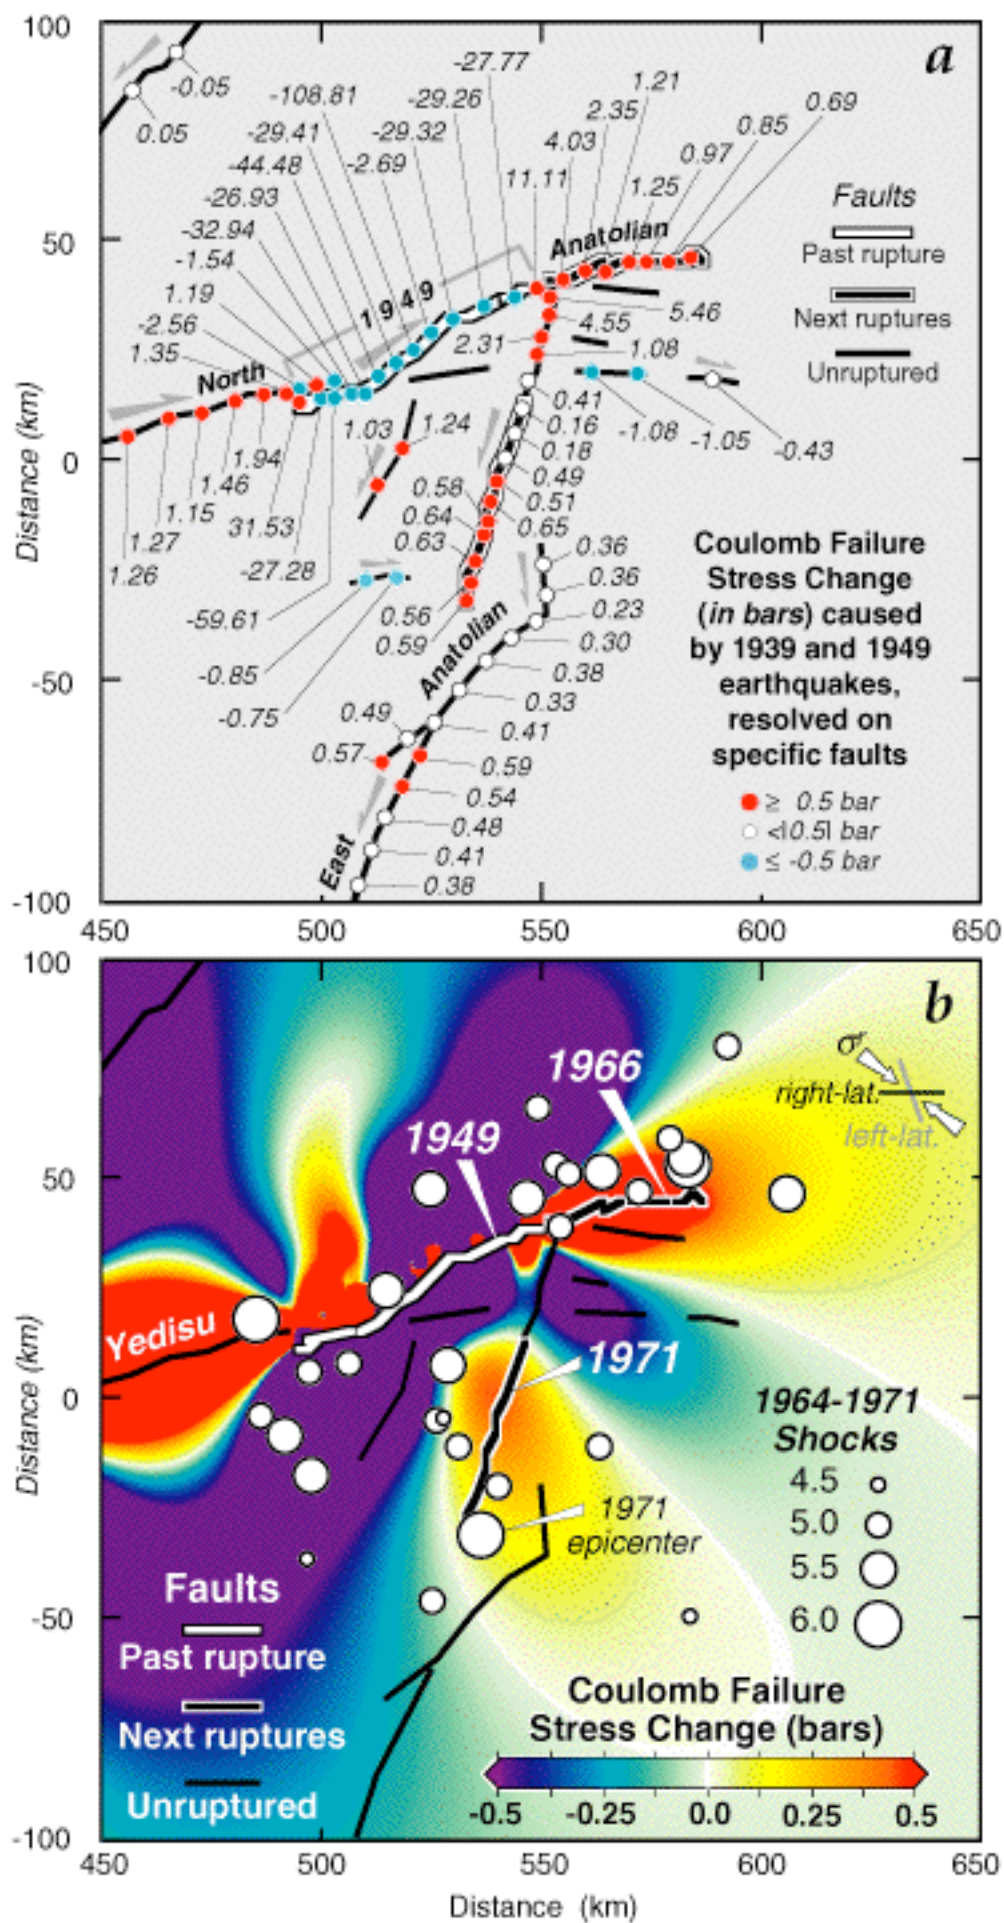 100
50
0
-50
-100
Distance (km)
a
-0.05
0.05
-108.81
-29.41
-44.48
-26.93
-32.94
-1.54
1.19
-2.56
1.35
-27.77
-29.26
-29.32
-2.69
11.11
4.03
2.35
1.21
1.25
0.97
0.85
0.69
North
Anatolian
1949
Faults
Past rupture
Next ruptures
Unruptured
5.46
4.55
2.31
1.08
0.41
0.16
0.18
0.49
0.51
0.65
-1.08
-1.05
-0.43
1.03
1.24
1.94
1.46
1.15
1.27
1.26
31.53
-27.28
-59.61
-0.85
-0.75
0.58
0.64
0.63
0.56
0.59
0.36
0.36
0.23
0.30
0.38
0.33
0.41
0.49
0.57
0.59
0.54
0.48
0.41
0.38
East
Anatolian
Coulomb Failure
Stress Change
(in bars) caused
by 1939 and 1949
earthquakes,
resolved on
specific faults
≥ 0.5 bar
<|0.5| bar
≤ -0.5 bar
450 500 550 600 650
100
50
0
-50
-100
Distance (km)
b
σr
right-lat.
left-lat.
1966
1949
Yedisu
1971
1971
epicenter
1964-1971
Shocks
4.5
5.0
5.5
6.0
Faults
Past rupture
Next ruptures
Unruptured
Coulomb Failure
Stress Change (bars)
-0.5 -0.25 0.0 0.25 0.5
450 500 550 600 650
Distance (km)